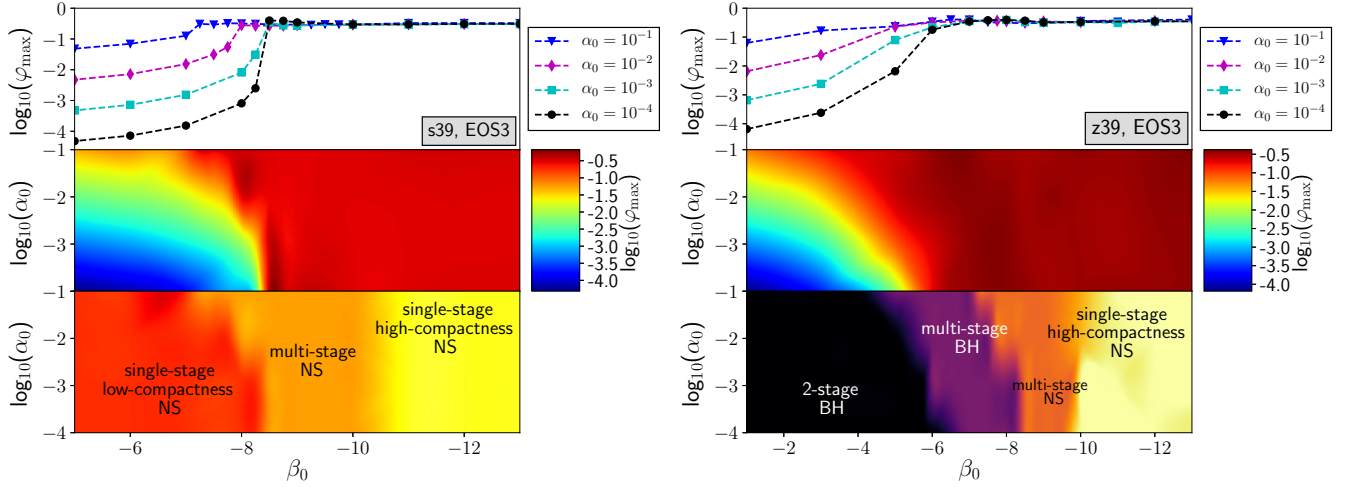 0
−1
−2
−3
−4
log₁₀(φmax)
s39, EOS3
α₀ = 10⁻¹
α₀ = 10⁻²
α₀ = 10⁻³
α₀ = 10⁻⁴
-1
-2
-3
log₁₀(α₀)
-0.5
-1.0
-1.5
-2.0
-2.5
-3.0
-3.5
-4.0
log₁₀(φmax)
-1
-2
-3
−4
log₁₀(α₀)
single-stage
low-compactness
NS
multi-stage
NS
single-stage
high-compactness
NS
−6
−8
−10
−12
β₀
0
−1
−2
−3
−4
log₁₀(φmax)
z39, EOS3
α₀ = 10⁻¹
α₀ = 10⁻²
α₀ = 10⁻³
α₀ = 10⁻⁴
-1
-2
-3
log₁₀(α₀)
-0.5
-1.0
-1.5
-2.0
-2.5
-3.0
-3.5
-4.0
log₁₀(φmax)
-1
-2
-3
−4
log₁₀(α₀)
2-stage
BH
multi-stage
BH
multi-stage
NS
single-stage
high-compactness
NS
−2
−4
−6
−8
−10
−12
β₀